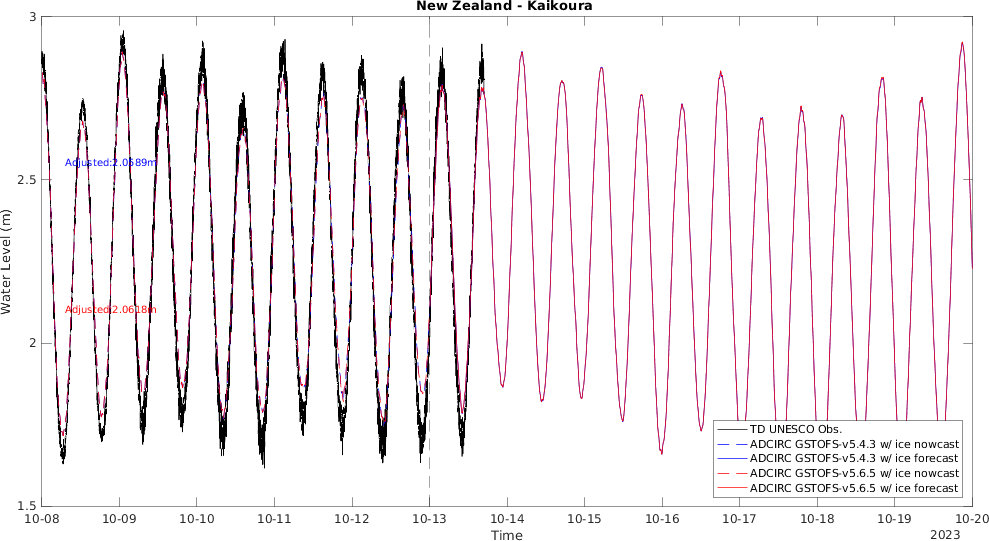 New Zealand - Kaikoura
Water Level (m)
3
2.5
2
1.5
Adjusted:2.0589m
Adjusted:2.0618m
TD UNESCO Obs.
ADCIRC GSTOFS-v5.4.3 w/ ice nowcast
ADCIRC GSTOFS-v5.4.3 w/ ice forecast
ADCIRC GSTOFS-v5.6.5 w/ ice nowcast
ADCIRC GSTOFS-v5.6.5 w/ ice forecast
10-08 10-09 10-10 10-11 10-12 10-13 10-14 10-15 10-16 10-17 10-18 10-19 10-20
Time
2023